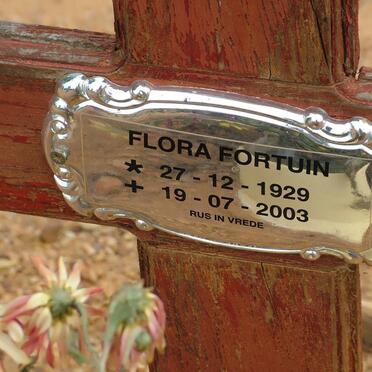 FLORA FORTUIN
* 27 - 12 - 1929
+ 19 - 07 - 2003
RUS IN VREDE